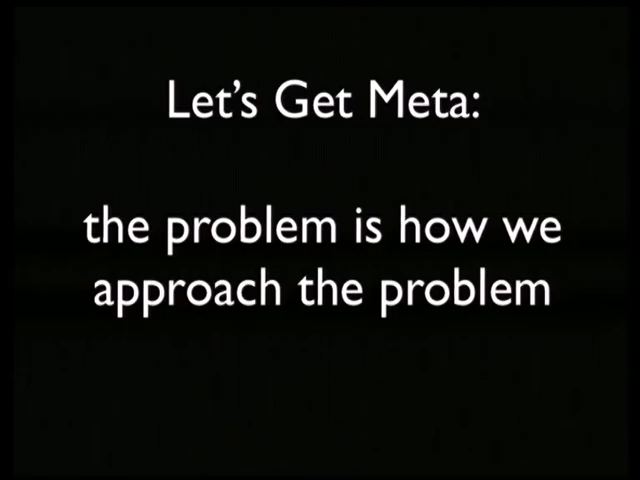 Let’s Get Meta:
the problem is how we
approach the problem